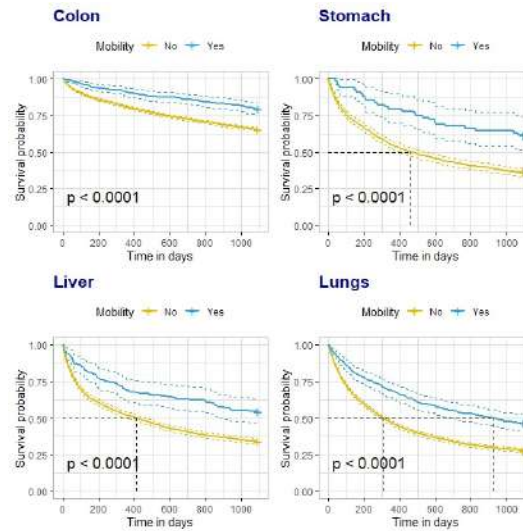 Colon
Mobility No Yes
1.00
0.75
0.50
0.25
0.00
Survival probability
p < 0.0001
0 200 400 600 800 1000
Time in days
Stomach
Mobility No Yes
1.00
0.75
0.50
0.25
0.00
Survival probability
p < 0.0001
0 200 400 600 800 1000
Time in days
Liver
Mobility No Yes
1.00
0.75
0.50
0.25
0.00
Survival probability
p < 0.0001
0 200 400 600 800 1000
Time in days
Lungs
Mobility No Yes
1.00
0.75
0.50
0.25
0.00
Survival probability
p < 0.0001
0 200 400 600 800 1000
Time in days